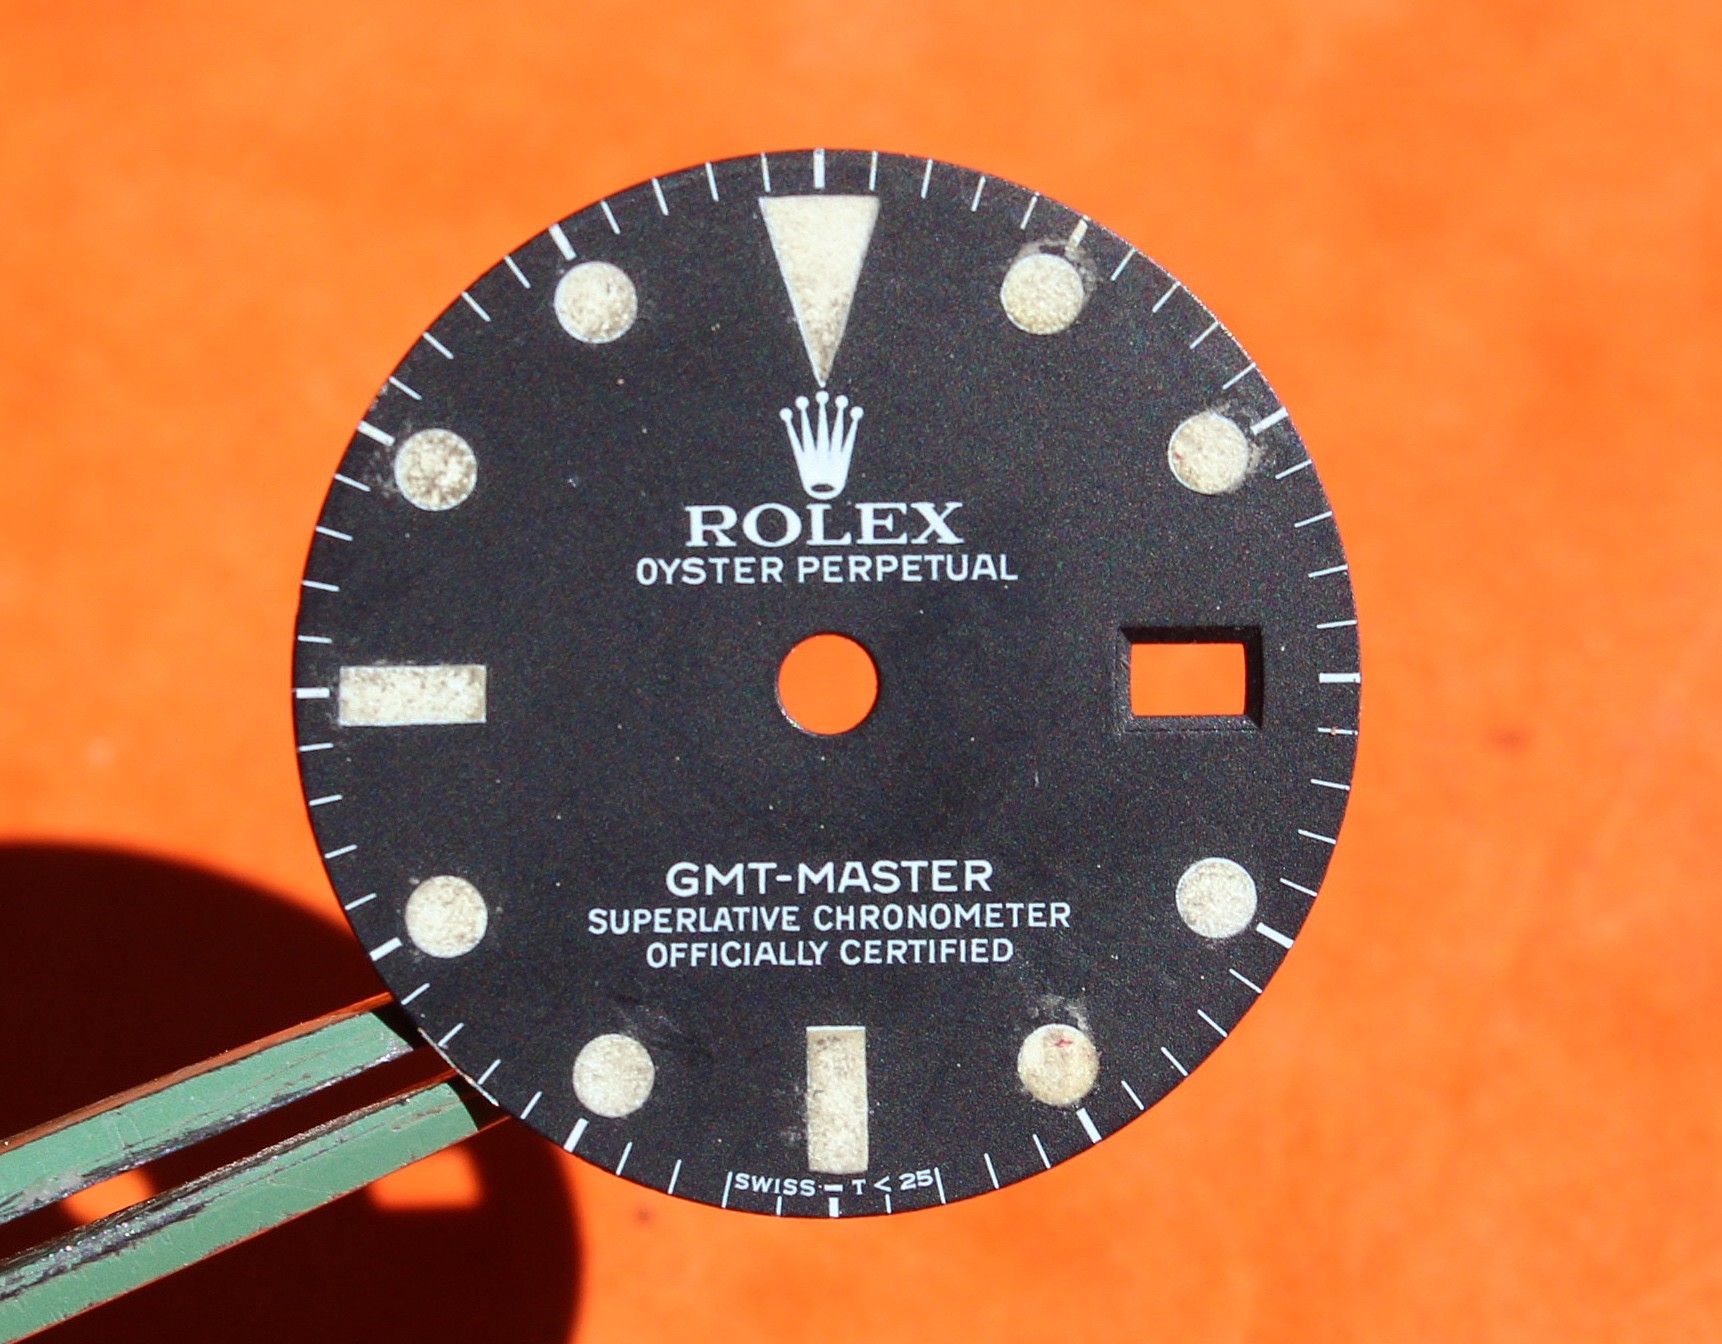 ROLEX
OYSTER PERPETUAL
GMT-MASTER
SUPERLATIVE CHRONOMETER
OFFICIALLY CERTIFIED
SWISS - T < 25